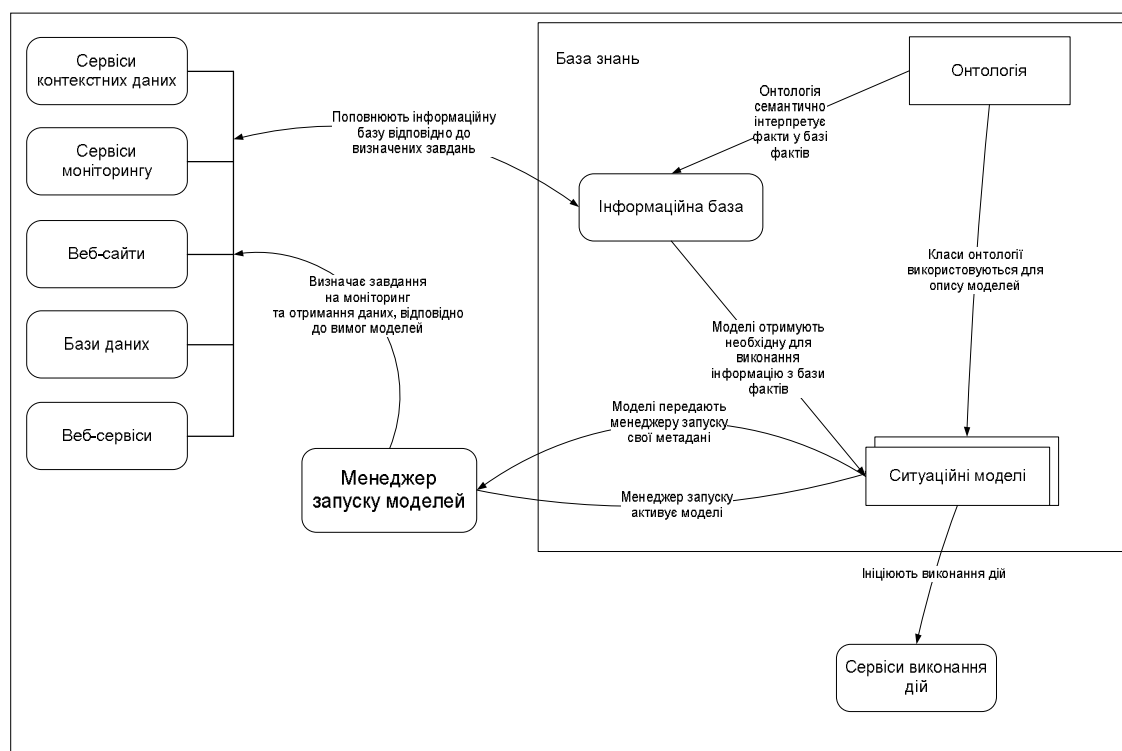 Сервіси
контекстних даних
Сервіси
моніторингу
Веб-сайти
Бази даних
Веб-сервіси
Поповнюють інформаційну
базу відповідно до
визначених завдань
Визначає завдання
на моніторинг
та отримання даних, відповідно
до вимог моделей
Менеджер
запуску моделей
База знань
Онтологія
Онтологія
семантично
інтерпретує
факти у базі
фактів
Інформаційна база
Класи онтології
використовуються для
опису моделей
Моделі отримують
необхідну для
виконання
інформацію з бази
фактів
Моделі передають
менеджеру запуску
свої метадані
Менеджер запуску
активує моделі
Ситуаційні моделі
Ініціюють виконання дій
Сервіси виконання
дій